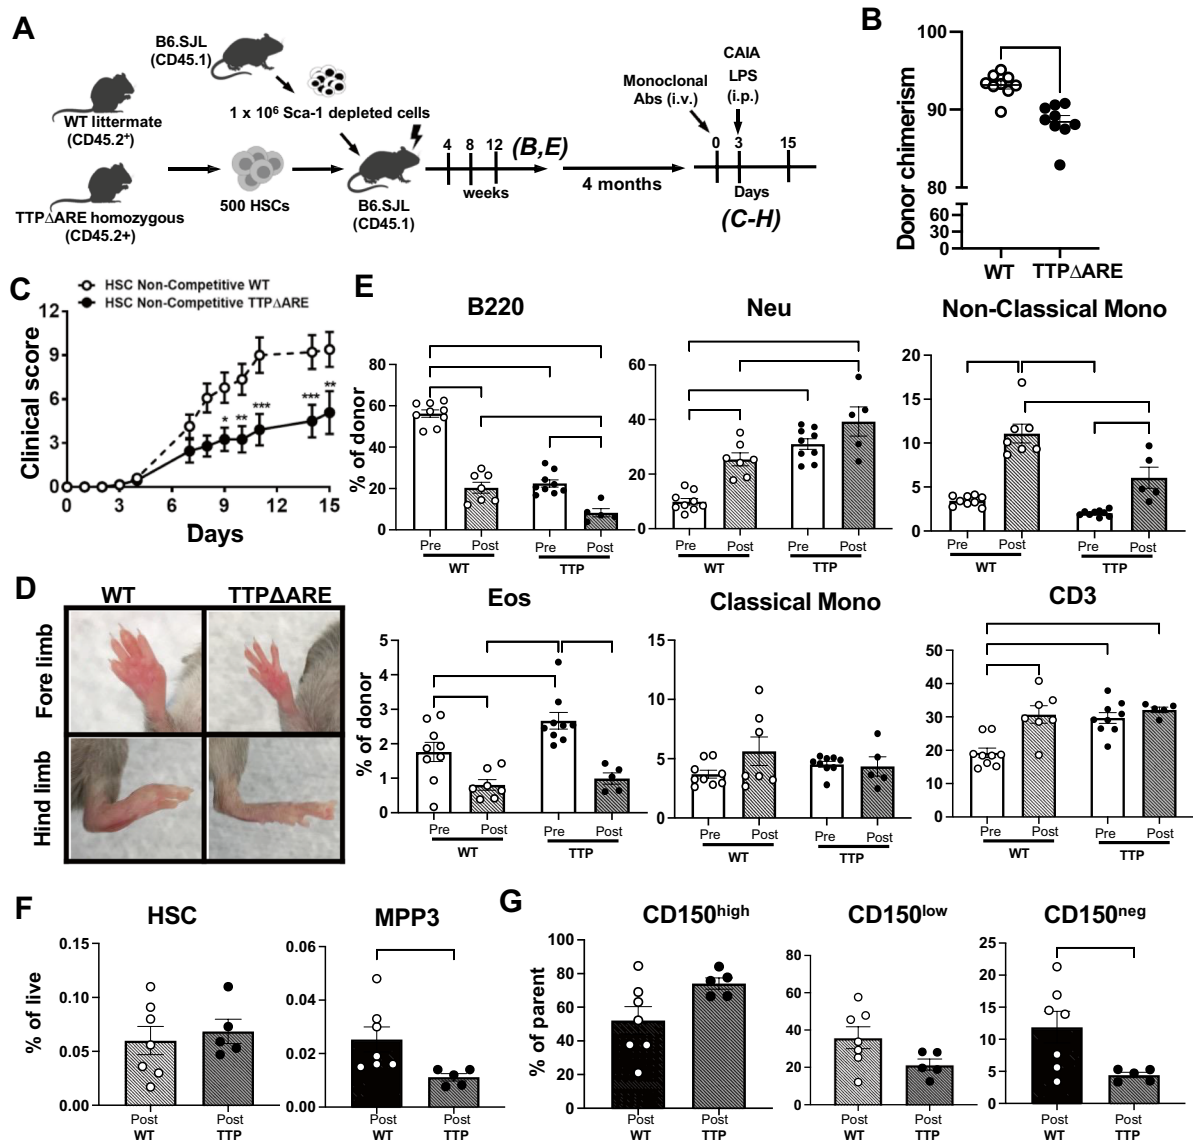 A
B6.SJL
(CD45.1)
WT littermate
(CD45.2⁺)
1 x 10⁶ Sca-1 depleted cells
TTPΔARE homozygous
(CD45.2+)
500 HSCs
B6.SJL
(CD45.1)
4 8 12
weeks
(B,E)
4 months
Monoclonal
Abs (i.v.)
CAIA
LPS
(i.p.)
0 3 15
Days
(C-H)
B
Donor chimerism
100
90
80
60
30
0
WT TTPΔARE
C
HSC Non-Competitive WT
HSC Non-Competitive TTPΔARE
Clinical score
12
9
6
3
0
* ** *** *** **
0 3 6 9 12 15
Days
D
WT TTPΔARE
Fore limb
Hind limb
E
B220
% of donor
80
60
40
20
0
Pre Post Pre Post
WT TTP
Neu
60
40
20
0
Pre Post Pre Post
WT TTP
Non-Classical Mono
20
15
10
5
0
Pre Post Pre Post
WT TTP
Eos
% of donor
5
4
3
2
1
0
Pre Post Pre Post
WT TTP
Classical Mono
15
10
5
0
Pre Post Pre Post
WT TTP
CD3
50
40
30
20
10
0
Pre Post Pre Post
WT TTP
F
HSC
% of live
0.15
0.10
0.05
0.00
Post Post
WT TTP
MPP3
0.06
0.04
0.02
0.00
Post Post
WT TTP
G
CD150high
% of parent
100
80
60
40
20
0
Post Post
WT TTP
CD150low
80
60
40
20
0
Post Post
WT TTP
CD150neg
25
20
15
10
5
0
Post Post
WT TTP